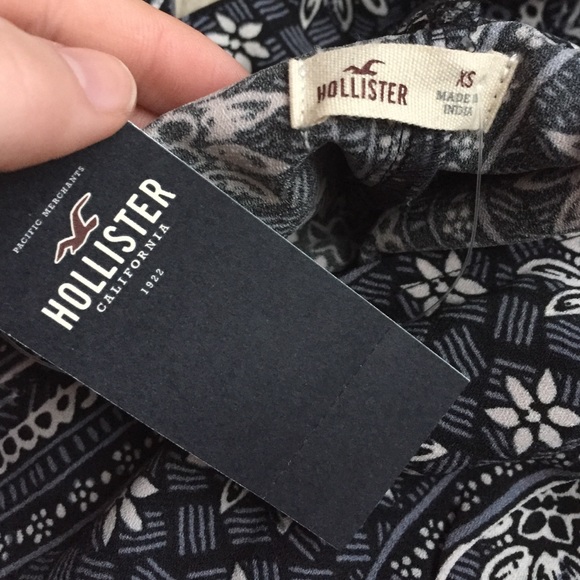 HOLLISTER
XS
MADE IN
INDIA
PACIFIC MERCHANTS
HOLLISTER
CALIFORNIA
1922